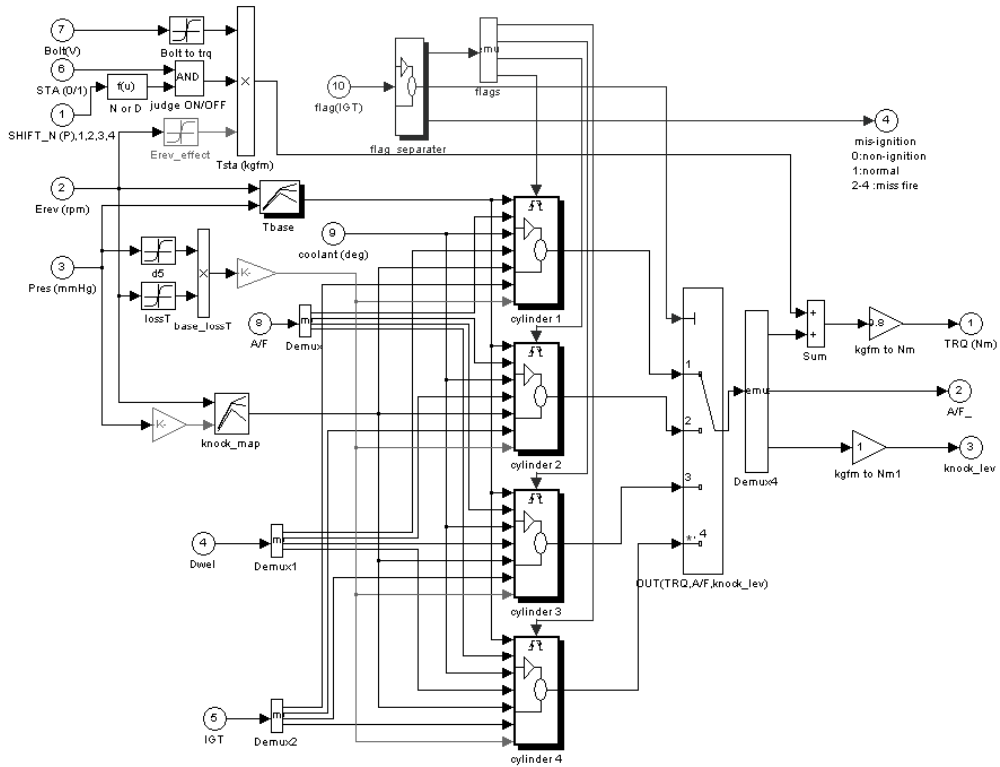 7
Bolt(V)
Bolt to trq
6
STA (0/1)
f(u)
N or D
AND
judge ON/OFF
1
SHIFT_N (P),1,2,3,4
Erev_effect
×
Tsta (kgfm)
10
flag(IGT)
flag_separater
emu
flags
4
mis-ignition
0:non-ignition
1:normal
2-4 :miss fire
2
Erev (rpm)
Tbase
9
coolant (deg)
3
Pres (mmHg)
d5
lossT
×
base_lossT
K-
8
A/F
m
Demux
cylinder 1
K-
knock_map
cylinder 2
1
2
3
*, 4
OUT(TRQ,A/F,knock_lev)
emu
Demux4
+
+
Sum
9.8
kgfm to Nm
1
TRQ (Nm)
2
A/F_
1
kgfm to Nm1
3
knock_lev
4
Dwel
m
Demux1
cylinder 3
5
IGT
m
Demux2
cylinder 4